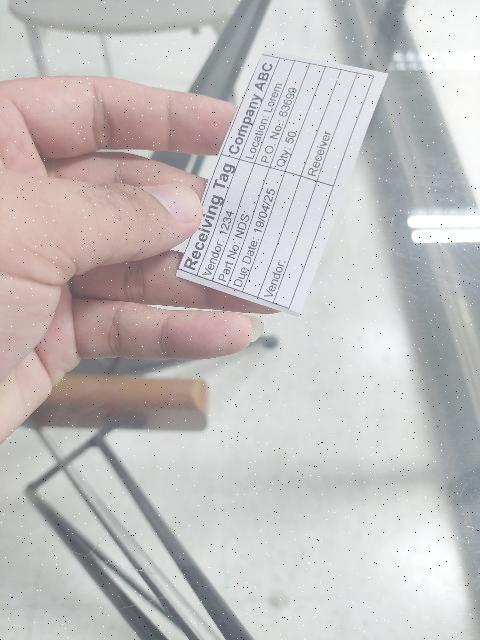 Receiving Tag Company ABC
Vendor: 1234 Location: Lorem
Part No. NDS P.O. No.: 63699
Due Date: 19/04/25 Qty: 50
Vendor: Receiver